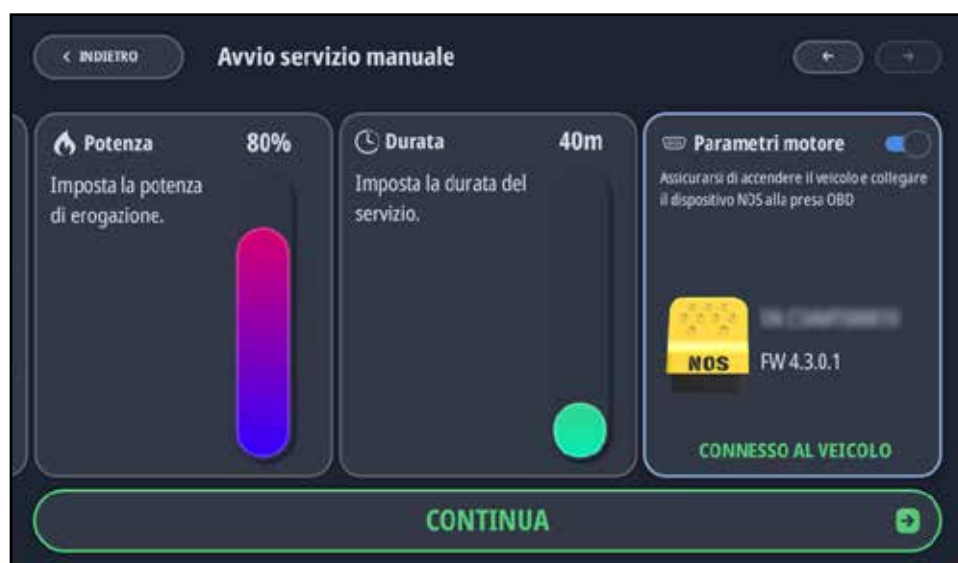 INDIETRO
Avvio servizio manuale
Potenza 80%
Imposta la potenza
di erogazione.
Durata 40m
Imposta la durata del
servizio.
Parametri motore
Assicurarsi di accendere il veicolo e collegare
il dispositivo NOS alla presa OBD
NOS
FW 4.3.0.1
CONNESSO AL VEICOLO
CONTINUA